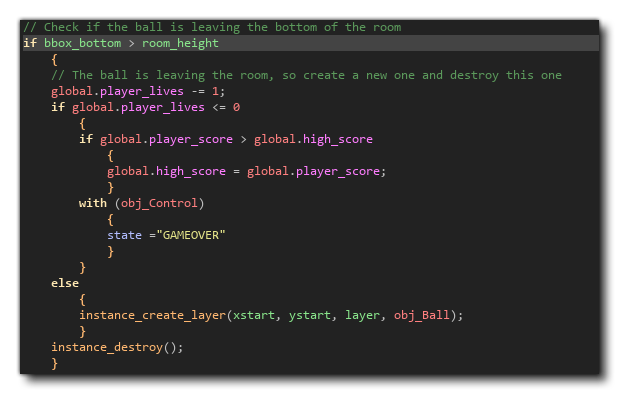 // Check if the ball is leaving the bottom of the room
if bbox_bottom > room_height
{
// The ball is leaving the room, so create a new one and destroy this one
global.player_lives -= 1;
if global.player_lives <= 0
{
if global.player_score > global.high_score
{
global.high_score = global.player_score;
}
with (obj_Control)
{
state ="GAMEOVER"
}
}
else
{
instance_create_layer(xstart, ystart, layer, obj_Ball);
}
instance_destroy();
}